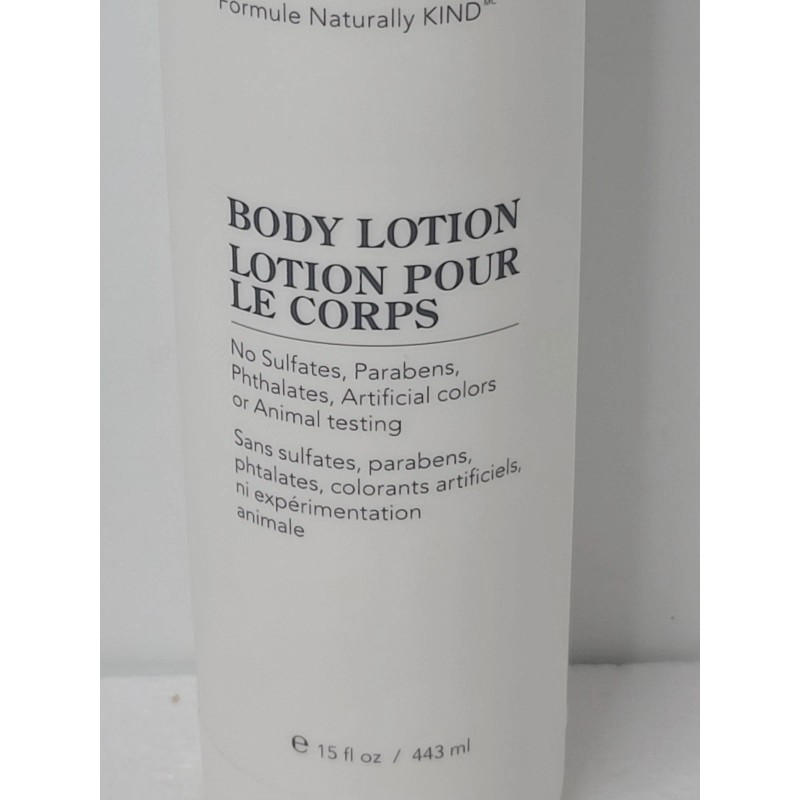 Formule Naturally KIND MC
BODY LOTION
LOTION POUR
LE CORPS
No Sulfates, Parabens,
Phthalates, Artificial colors
or Animal testing
Sans sulfates, parabens,
phtalates, colorants artificiels,
ni expérimentation
animale
℮ 15 fl oz / 443 ml